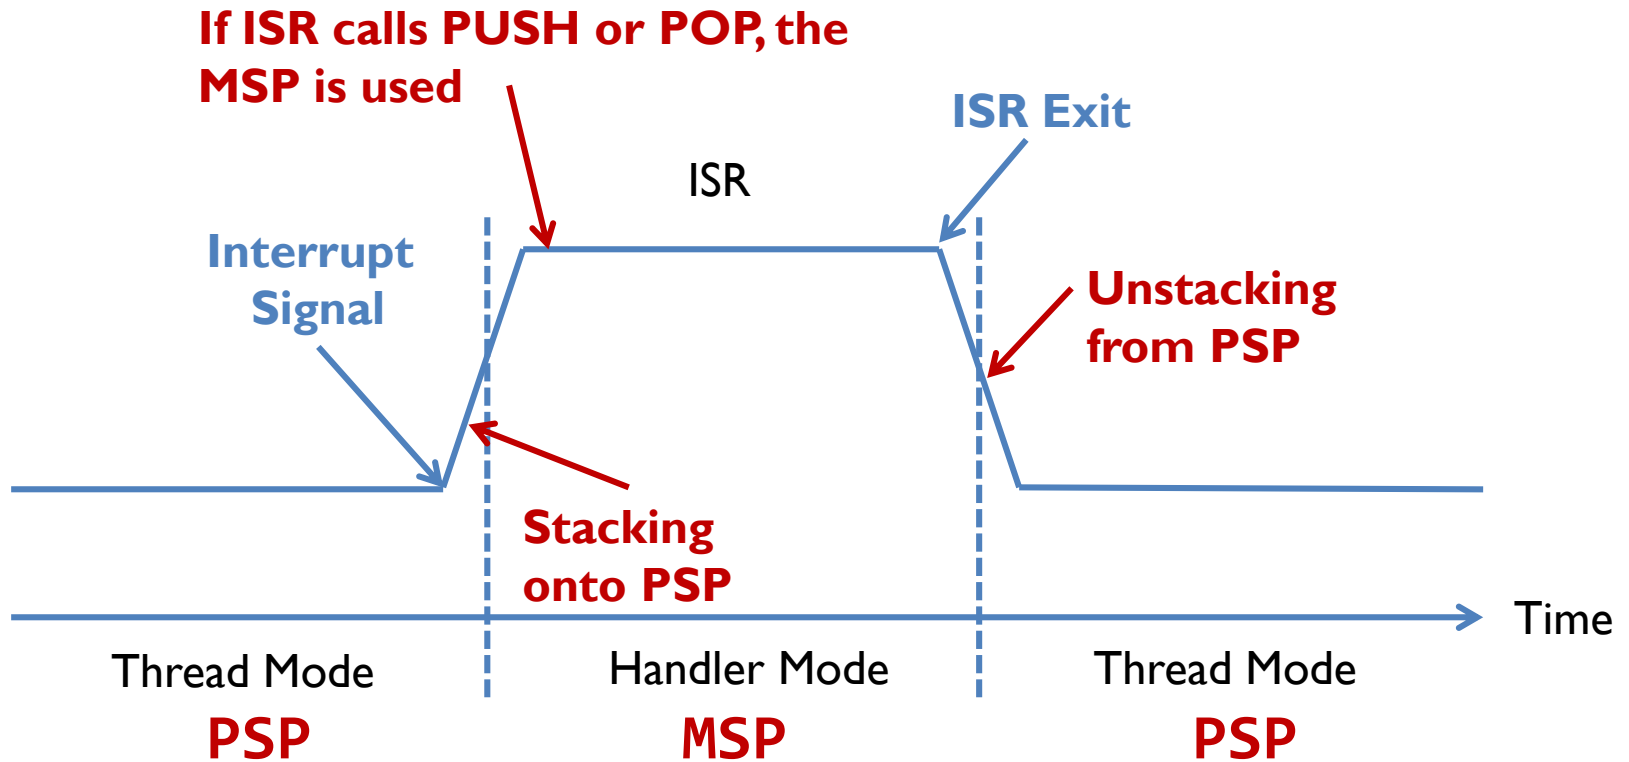 If ISR calls PUSH or POP, the
MSP is used
ISR Exit
ISR
Interrupt
Signal
Unstacking
from PSP
Stacking
onto PSP
Time
Thread Mode
Handler Mode
Thread Mode
PSP
MSP
PSP